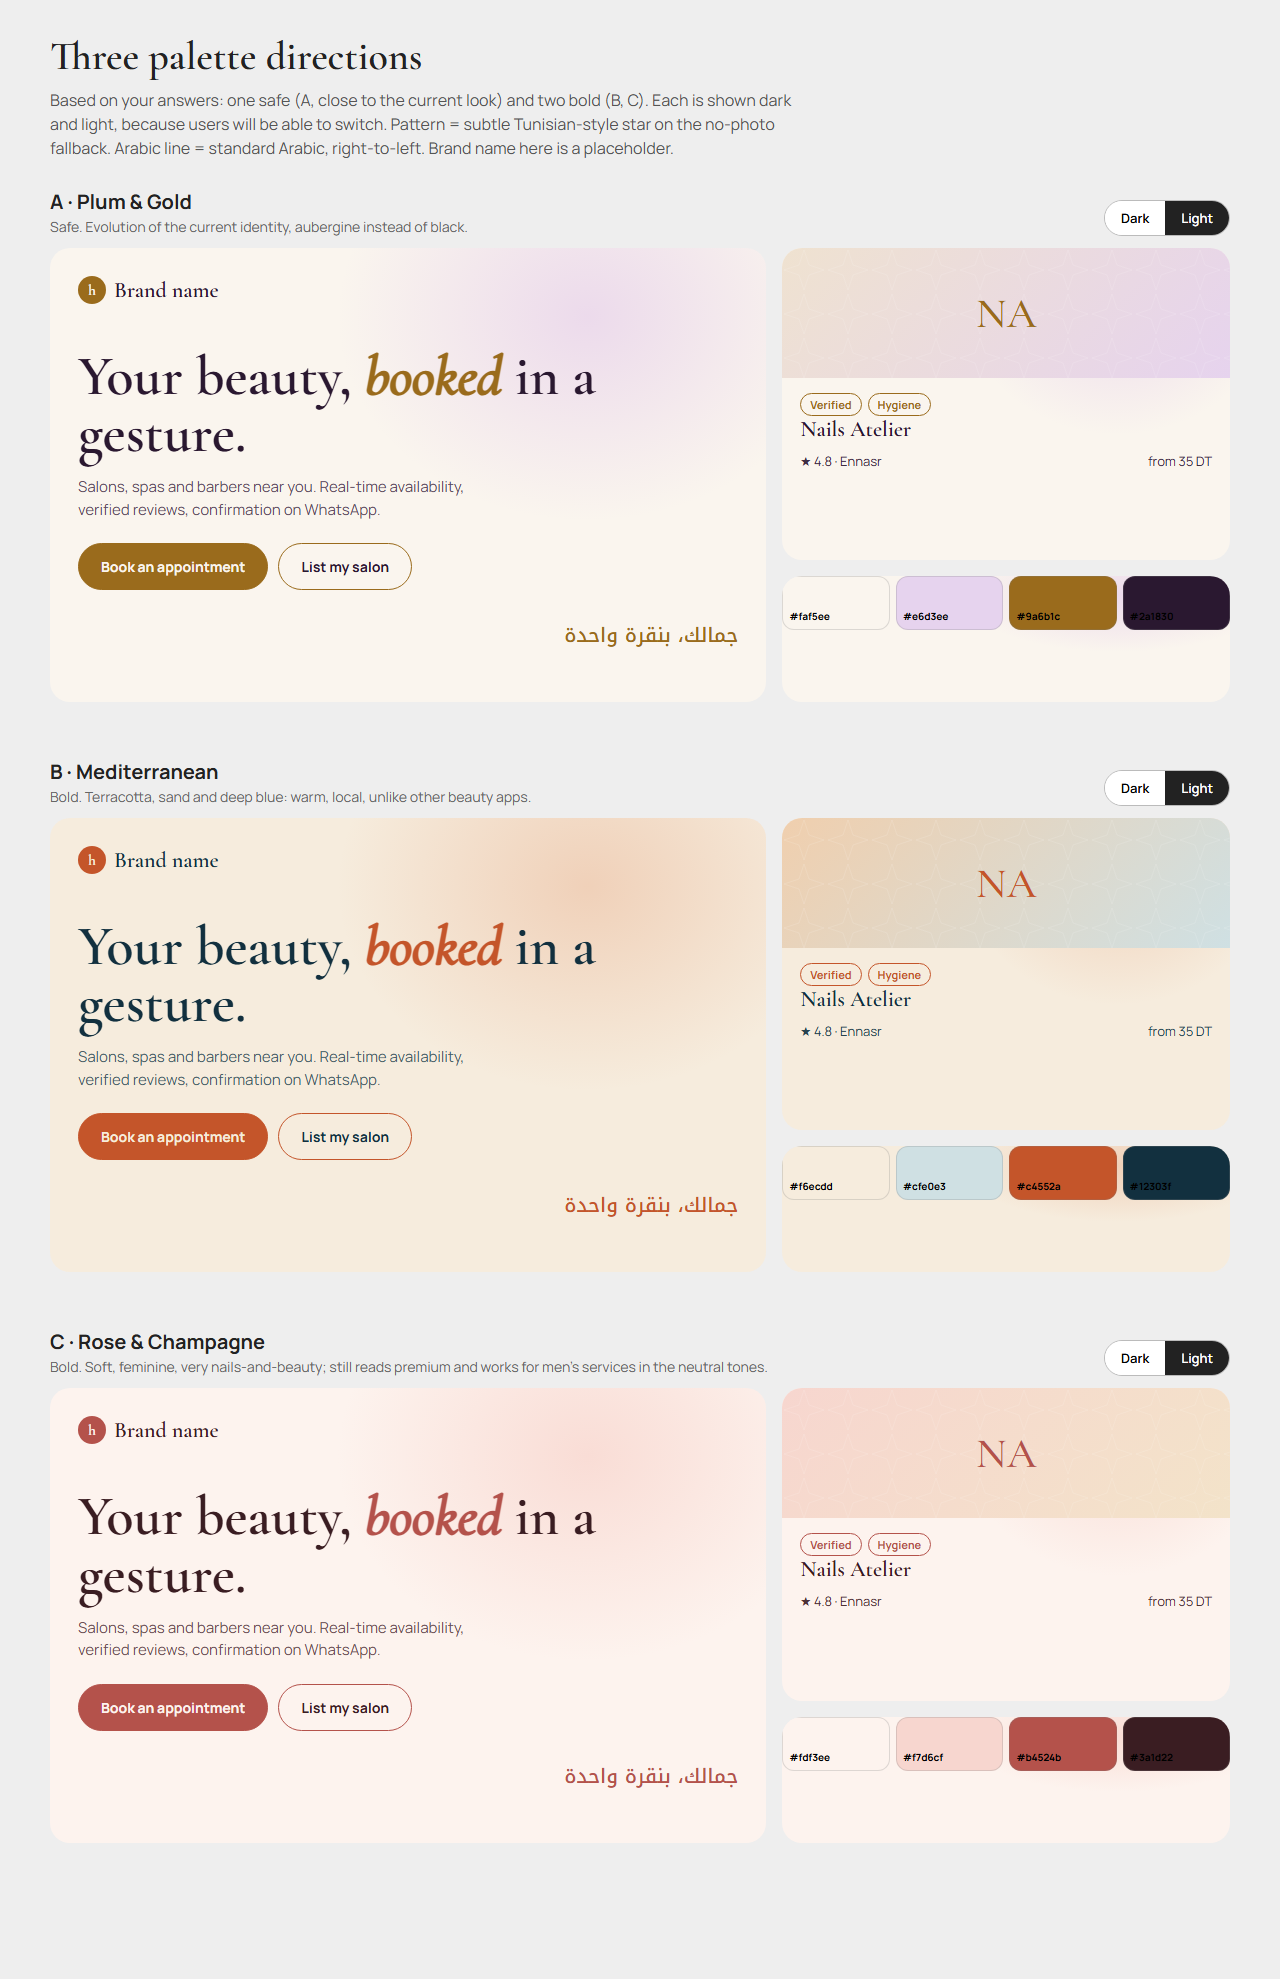 Three palette directions
Based on your answers: one safe (A, close to the current look) and two bold (B, C). Each is shown dark
and light, because users will be able to switch. Pattern = subtle Tunisian-style star on the no-photo
fallback. Arabic line = standard Arabic, right-to-left. Brand name here is a placeholder.
A · Plum & Gold
Safe. Evolution of the current identity, aubergine instead of black.
Dark Light
h Brand name
Your beauty, booked in a
gesture.
Salons, spas and barbers near you. Real-time availability,
verified reviews, confirmation on WhatsApp.
Book an appointment List my salon
جمالك، بنقرة واحدة
NA
Verified Hygiene
Nails Atelier
★ 4.8 · Ennasr from 35 DT
#faf5ee #e6d3ee #9a6b1c #2a1830
B · Mediterranean
Bold. Terracotta, sand and deep blue: warm, local, unlike other beauty apps.
Dark Light
h Brand name
Your beauty, booked in a
gesture.
Salons, spas and barbers near you. Real-time availability,
verified reviews, confirmation on WhatsApp.
Book an appointment List my salon
جمالك، بنقرة واحدة
NA
Verified Hygiene
Nails Atelier
★ 4.8 · Ennasr from 35 DT
#f6ecdd #cfe0e3 #c4552a #12303f
C · Rose & Champagne
Bold. Soft, feminine, very nails-and-beauty; still reads premium and works for men's services in the neutral tones.
Dark Light
h Brand name
Your beauty, booked in a
gesture.
Salons, spas and barbers near you. Real-time availability,
verified reviews, confirmation on WhatsApp.
Book an appointment List my salon
جمالك، بنقرة واحدة
NA
Verified Hygiene
Nails Atelier
★ 4.8 · Ennasr from 35 DT
#fdf3ee #f7d6cf #b4524b #3a1d22